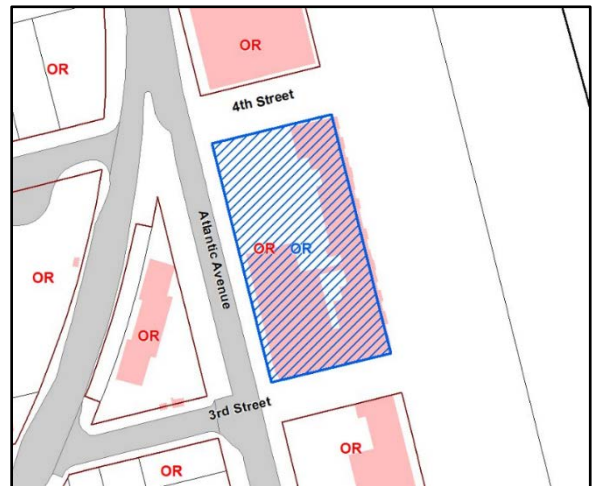 OR
OR
4th Street
Atlantic Avenue
OR OR
OR
OR
3rd Street
OR
OR